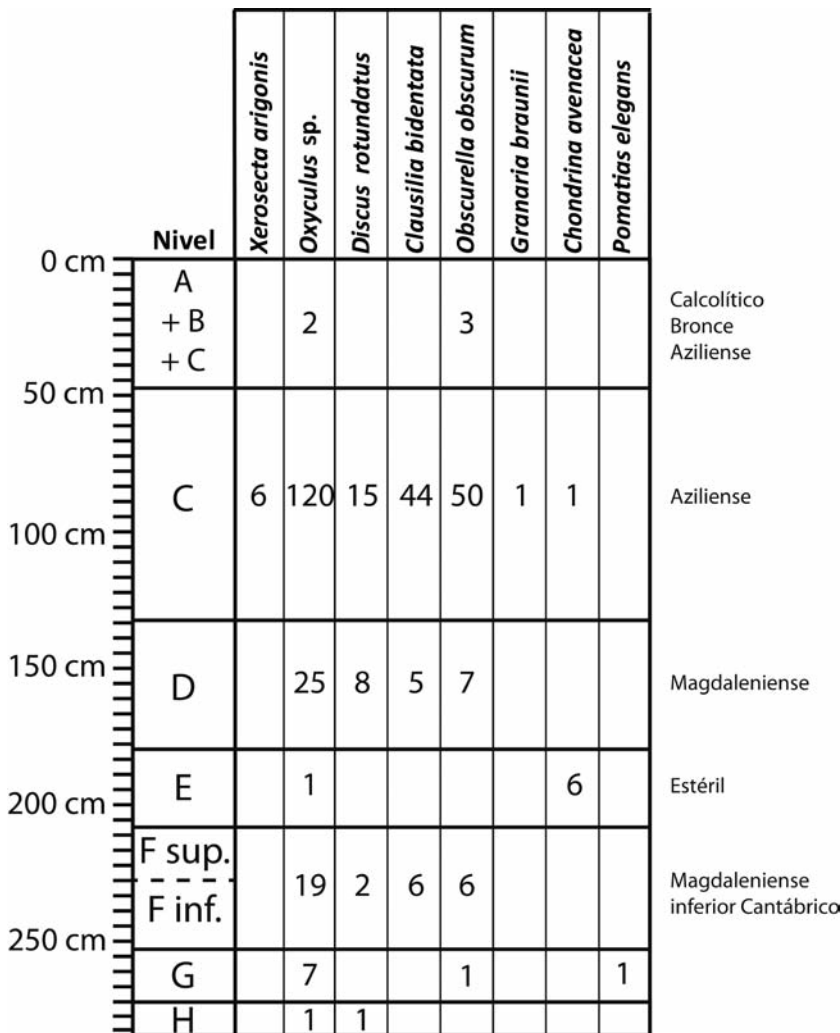 Nivel Xerosecta arigonis Oxyculus sp. Discus rotundatus Clausilia bidentata Obscurella obscurum Granaria braunii Chondrina avenacea Pomatias elegans
0 cm
A
+ B 2 3
+ C
Calcolítico
Bronce
Aziliense
50 cm
C 6 120 15 44 50 1 1 Aziliense
100 cm
150 cm
D 25 8 5 7 Magdaleniense
E 1 6 Estéril
200 cm
F sup.
19 2 6 6
F inf.
Magdaleniense
inferior Cantábrico
250 cm
G 7 1 1
H 1 1